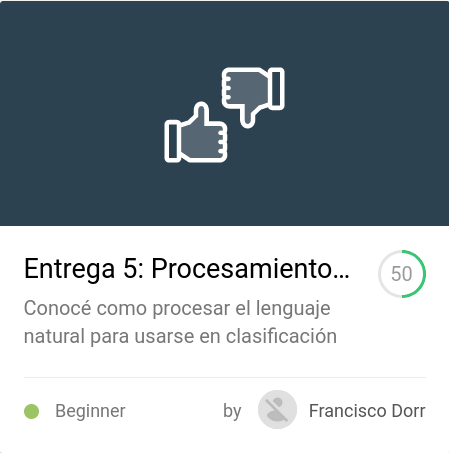 Entrega 5: Procesamiento...
50
Conocé como procesar el lenguaje
natural para usarse en clasificación
Beginner
by
Francisco Dorr